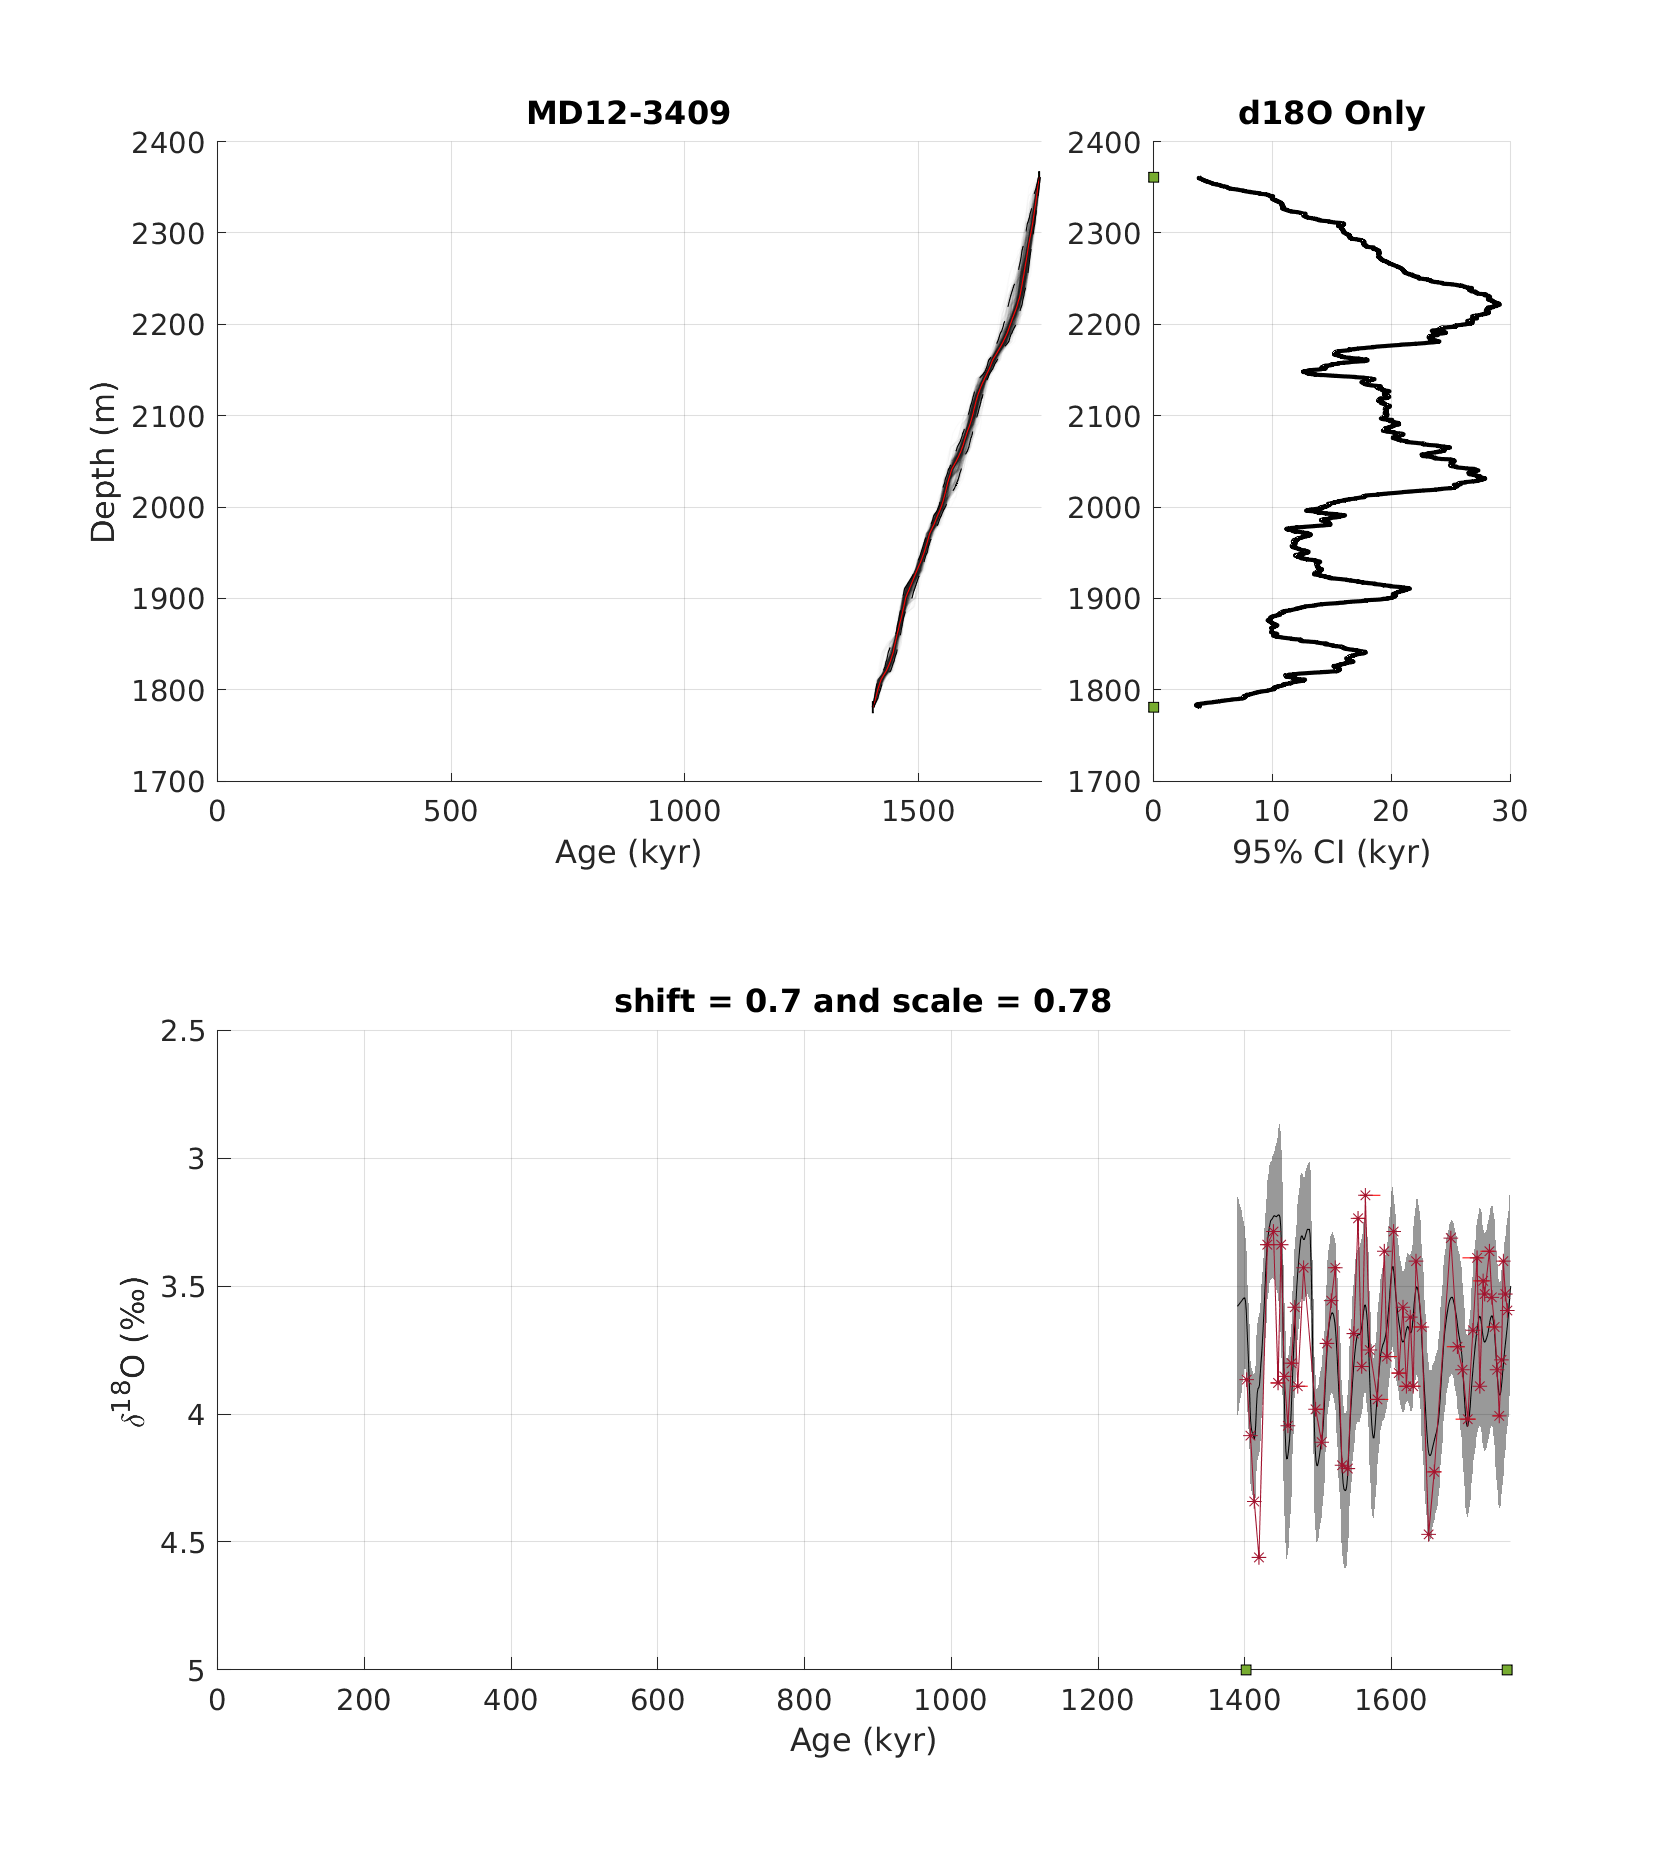 MD12-3409
2400
2300
2200
2100
2000
1900
1800
1700
Depth (m)
0 500 1000 1500
Age (kyr)
d18O Only
2400
2300
2200
2100
2000
1900
1800
1700
0 10 20 30
95% CI (kyr)
shift = 0.7 and scale = 0.78
2.5
3
3.5
4
4.5
5
δ18O (‰)
0 200 400 600 800 1000 1200 1400 1600
Age (kyr)